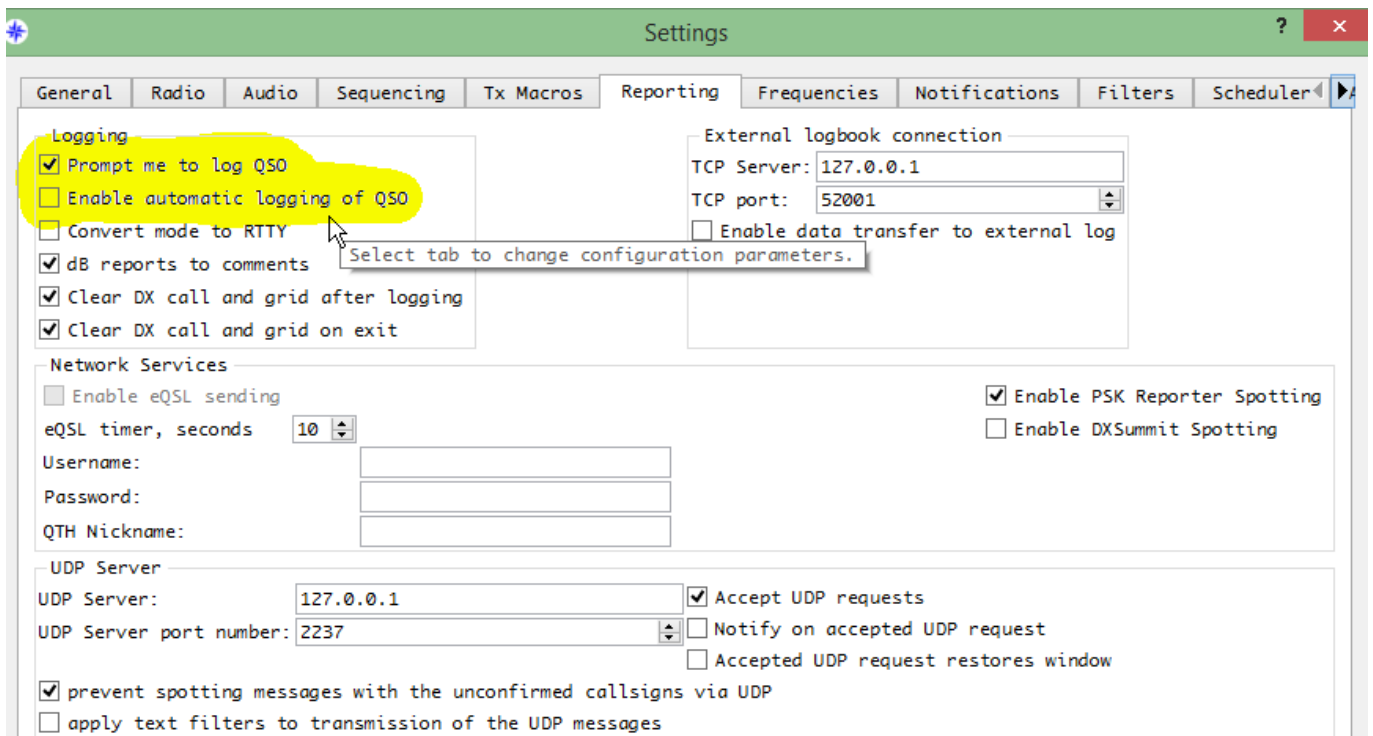 Settings
?
General Radio Audio Sequencing Tx Macros Reporting Frequencies Notifications Filters Scheduler
Logging
Prompt me to log QSO
Enable automatic logging of QSO
Convert mode to RTTY
dB reports to comments
Clear DX call and grid after logging
Clear DX call and grid on exit
External logbook connection
TCP Server: 127.0.0.1
TCP port: 52001
Enable data transfer to external log
Select tab to change configuration parameters.
Network Services
Enable eQSL sending
eQSL timer, seconds 10
Username:
Password:
QTH Nickname:
Enable PSK Reporter Spotting
Enable DXSummit Spotting
UDP Server
UDP Server: 127.0.0.1
UDP Server port number: 2237
Accept UDP requests
Notify on accepted UDP request
Accepted UDP request restores window
prevent spotting messages with the unconfirmed callsigns via UDP
apply text filters to transmission of the UDP messages